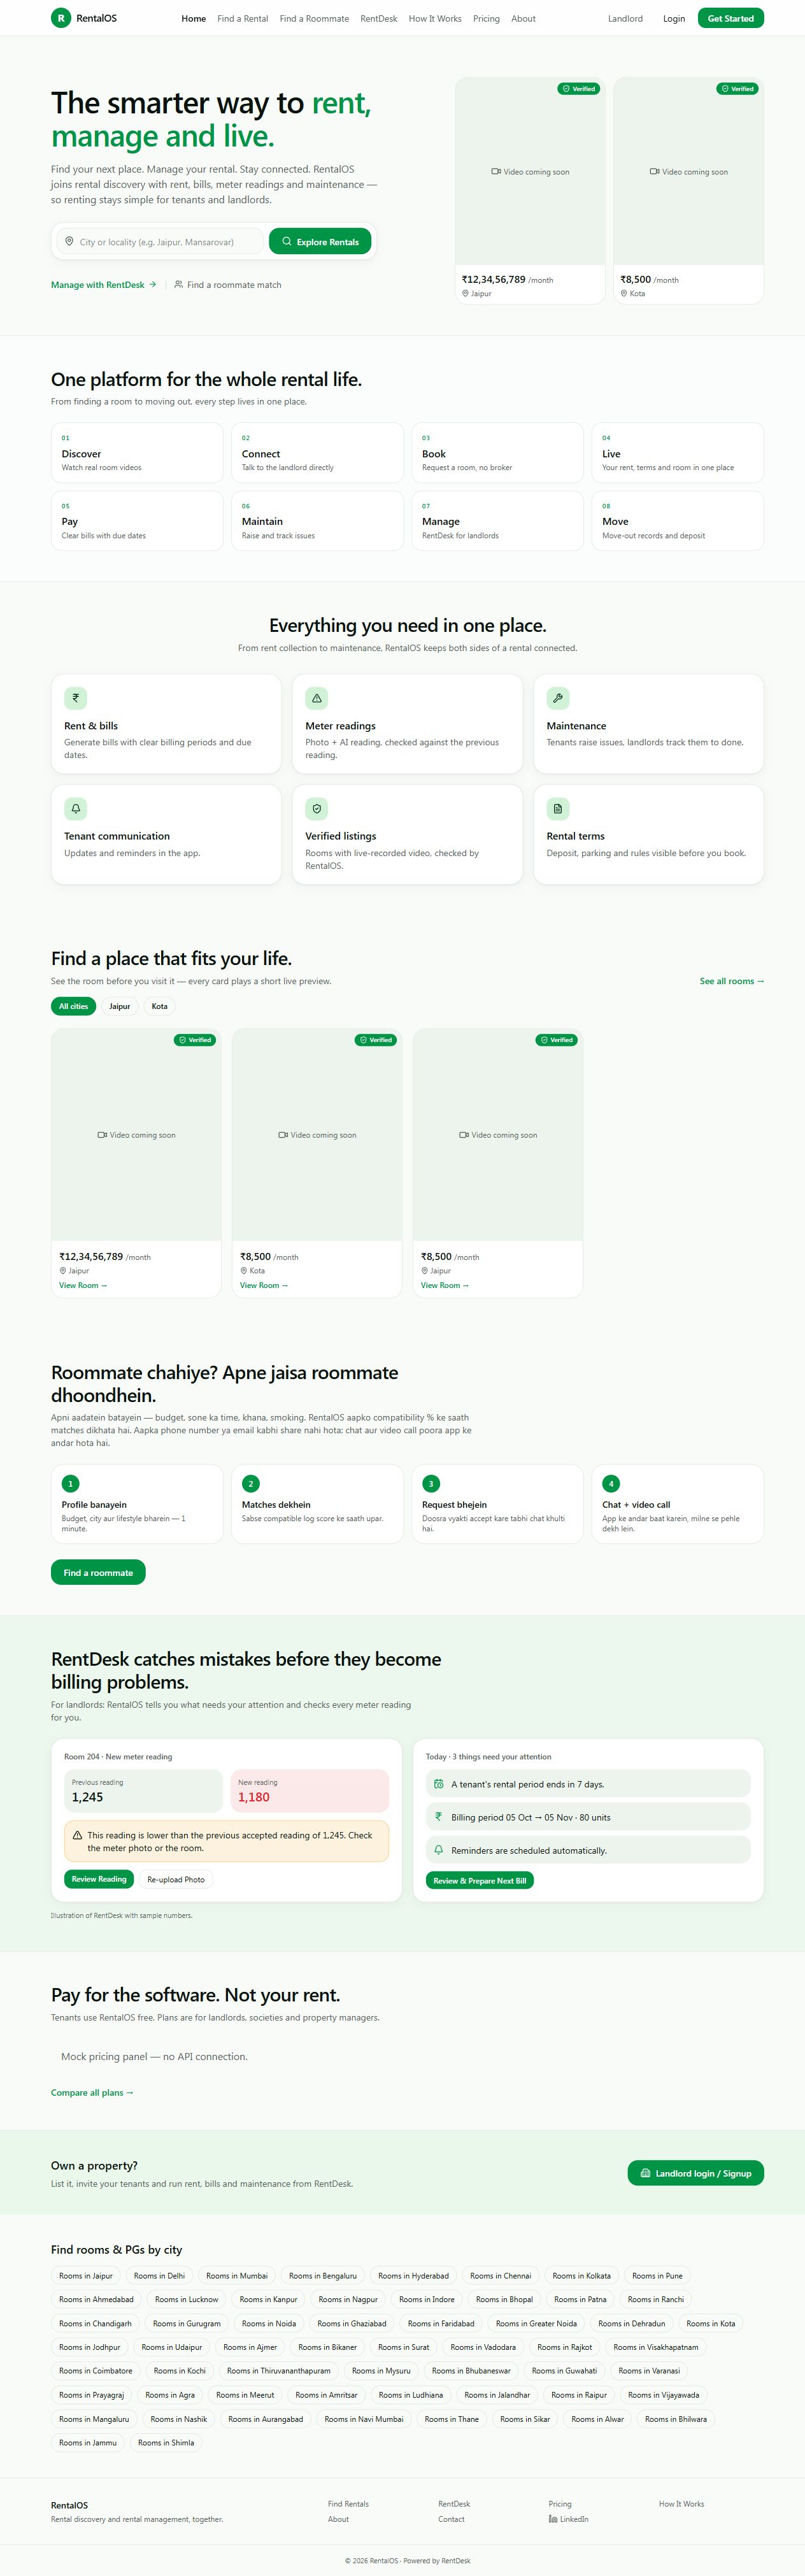 R RentalOS Home Find a Rental Find a Roommate RentDesk How It Works Pricing About Landlord Login Get Started
The smarter way to rent,
manage and live.
Find your next place. Manage your rental. Stay connected. RentalOS
joins rental discovery with rent, bills, meter readings and maintenance —
so renting stays simple for tenants and landlords.
City or locality (e.g. Jaipur, Mansarovar) Explore Rentals
Manage with RentDesk → Find a roommate match
Verified
Video coming soon
₹12,34,56,789 /month
Jaipur
Verified
Video coming soon
₹8,500 /month
Kota
One platform for the whole rental life.
From finding a room to moving out, every step lives in one place.
01
Discover
Watch real room videos
02
Connect
Talk to the landlord directly
03
Book
Request a room, no broker
04
Live
Your rent, terms and room in one place
05
Pay
Clear bills with due dates
06
Maintain
Raise and track issues
07
Manage
RentDesk for landlords
08
Move
Move-out records and deposit
Everything you need in one place.
From rent collection to maintenance, RentalOS keeps both sides of a rental connected.
₹
Rent & bills
Generate bills with clear billing periods and due
dates.
Meter readings
Photo + AI reading, checked against the previous
reading.
Maintenance
Tenants raise issues, landlords track them to done.
Tenant communication
Updates and reminders in the app.
Verified listings
Rooms with live-recorded video, checked by
RentalOS.
Rental terms
Deposit, parking and rules visible before you book.
Find a place that fits your life.
See the room before you visit it — every card plays a short live preview. See all rooms →
All cities Jaipur Kota
Verified
Video coming soon
₹12,34,56,789 /month
Jaipur
View Room →
Verified
Video coming soon
₹8,500 /month
Kota
View Room →
Verified
Video coming soon
₹8,500 /month
Jaipur
View Room →
Roommate chahiye? Apne jaisa roommate
dhoondhein.
Apni aadatein batayein — budget, sone ka time, khana, smoking. RentalOS aapko compatibility % ke saath
matches dikhata hai. Aapka phone number ya email kabhi share nahi hota: chat aur video call poora app ke
andar hota hai.
1
Profile banayein
Budget, city aur lifestyle bharein — 1
minute.
2
Matches dekhein
Sabse compatible log score ke saath upar.
3
Request bhejein
Doosra vyakti accept kare tabhi chat khulti
hai.
4
Chat + video call
App ke andar baat karein, milne se pehle
dekh lein.
Find a roommate
RentDesk catches mistakes before they become
billing problems.
For landlords: RentalOS tells you what needs your attention and checks every meter reading
for you.
Room 204 · New meter reading
Previous reading
1,245
New reading
1,180
This reading is lower than the previous accepted reading of 1,245. Check
the meter photo or the room.
Review Reading Re-upload Photo
Today · 3 things need your attention
A tenant's rental period ends in 7 days.
₹ Billing period 05 Oct → 05 Nov · 80 units
Reminders are scheduled automatically.
Review & Prepare Next Bill
Illustration of RentDesk with sample numbers.
Pay for the software. Not your rent.
Tenants use RentalOS free. Plans are for landlords, societies and property managers.
Mock pricing panel — no API connection.
Compare all plans →
Own a property?
List it, invite your tenants and run rent, bills and maintenance from RentDesk.
Landlord login / Signup
Find rooms & PGs by city
Rooms in Jaipur Rooms in Delhi Rooms in Mumbai Rooms in Bengaluru Rooms in Hyderabad Rooms in Chennai Rooms in Kolkata Rooms in Pune
Rooms in Ahmedabad Rooms in Lucknow Rooms in Kanpur Rooms in Nagpur Rooms in Indore Rooms in Bhopal Rooms in Patna Rooms in Ranchi
Rooms in Chandigarh Rooms in Gurugram Rooms in Noida Rooms in Ghaziabad Rooms in Faridabad Rooms in Greater Noida Rooms in Dehradun Rooms in Kota
Rooms in Jodhpur Rooms in Udaipur Rooms in Ajmer Rooms in Bikaner Rooms in Surat Rooms in Vadodara Rooms in Rajkot Rooms in Visakhapatnam
Rooms in Coimbatore Rooms in Kochi Rooms in Thiruvananthapuram Rooms in Mysuru Rooms in Bhubaneswar Rooms in Guwahati Rooms in Varanasi
Rooms in Prayagraj Rooms in Agra Rooms in Meerut Rooms in Amritsar Rooms in Ludhiana Rooms in Jalandhar Rooms in Raipur Rooms in Vijayawada
Rooms in Mangaluru Rooms in Nashik Rooms in Aurangabad Rooms in Navi Mumbai Rooms in Thane Rooms in Sikar Rooms in Alwar Rooms in Bhilwara
Rooms in Jammu Rooms in Shimla
RentalOS
Rental discovery and rental management, together.
Find Rentals RentDesk Pricing How It Works
About Contact LinkedIn
© 2026 RentalOS · Powered by RentDesk